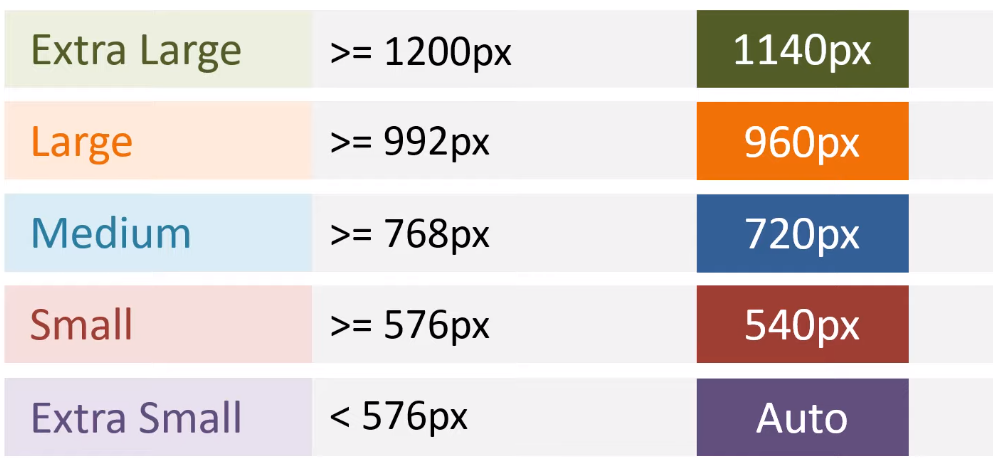 Extra Large >= 1200px 1140px
Large >= 992px 960px
Medium >= 768px 720px
Small >= 576px 540px
Extra Small < 576px Auto